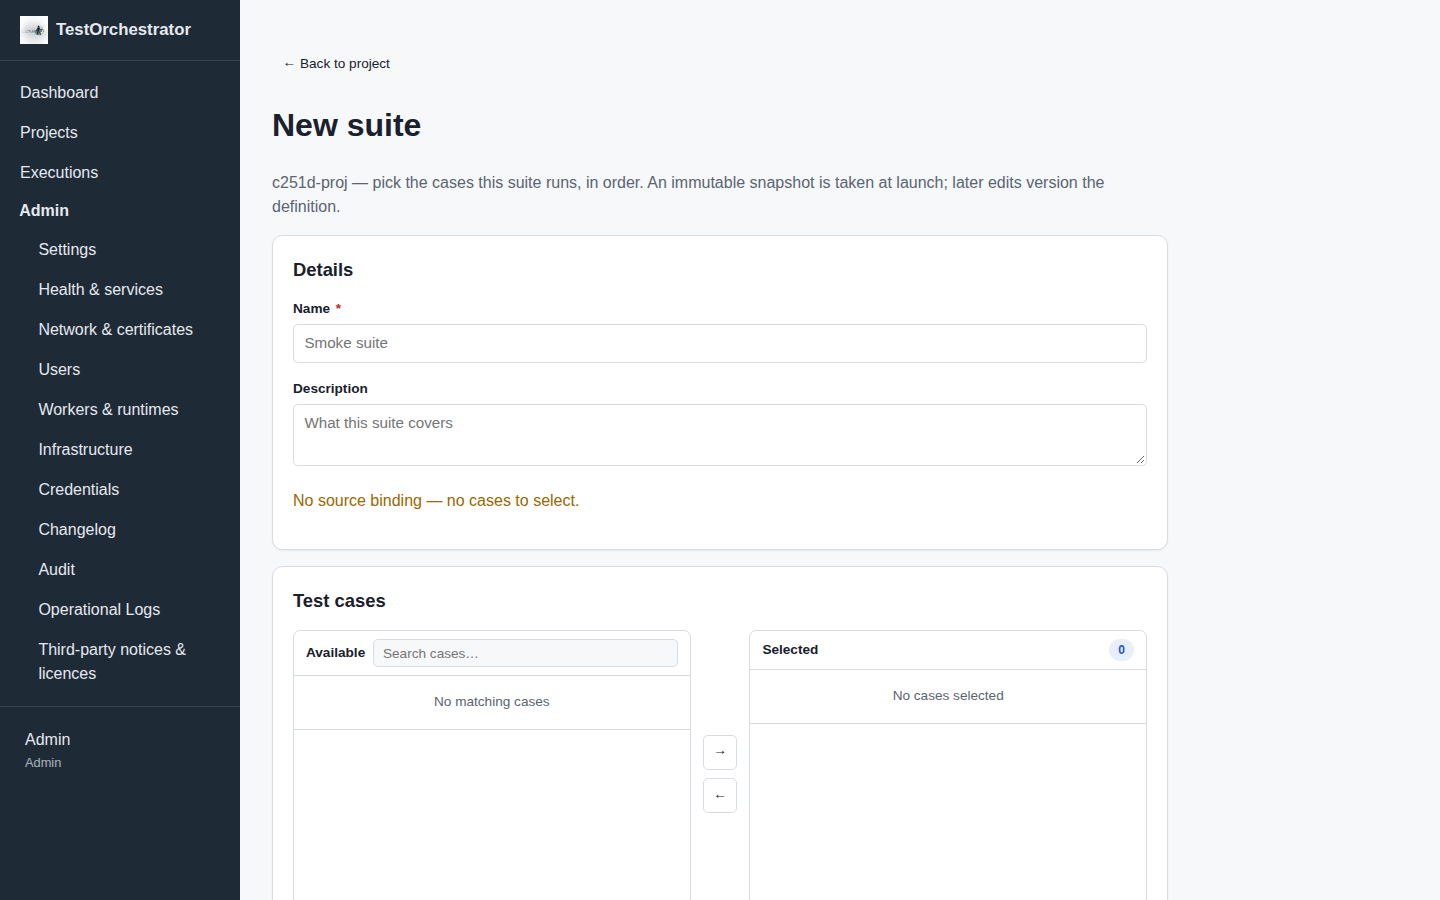 TestOrchestrator
Dashboard
Projects
Executions
Admin
Settings
Health & services
Network & certificates
Users
Workers & runtimes
Infrastructure
Credentials
Changelog
Audit
Operational Logs
Third-party notices &
licences
Admin
Admin
← Back to project
New suite
c251d-proj — pick the cases this suite runs, in order. An immutable snapshot is taken at launch; later edits version the
definition.
Details
Name *
Smoke suite
Description
What this suite covers
No source binding — no cases to select.
Test cases
Available
Search cases…
No matching cases
→
←
Selected
0
No cases selected